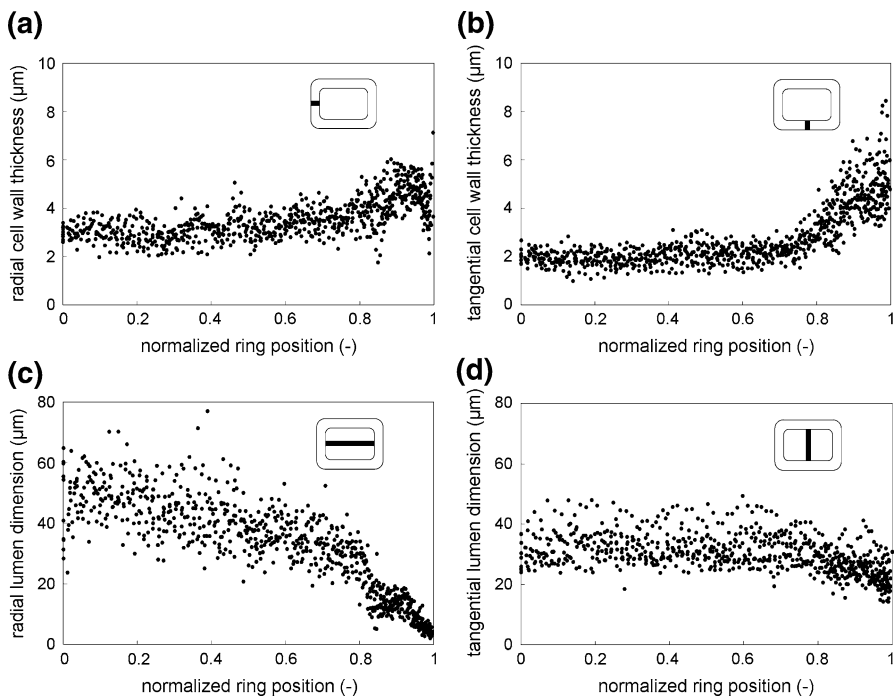 (a)
radial cell wall thickness (µm)
10
8
6
4
2
0
0 0.2 0.4 0.6 0.8 1
normalized ring position (-)
(b)
tangential cell wall thickness (µm)
10
8
6
4
2
0
0 0.2 0.4 0.6 0.8 1
normalized ring position (-)
(c)
radial lumen dimension (µm)
80
60
40
20
0
0 0.2 0.4 0.6 0.8 1
normalized ring position (-)
(d)
tangential lumen dimension (µm)
80
60
40
20
0
0 0.2 0.4 0.6 0.8 1
normalized ring position (-)